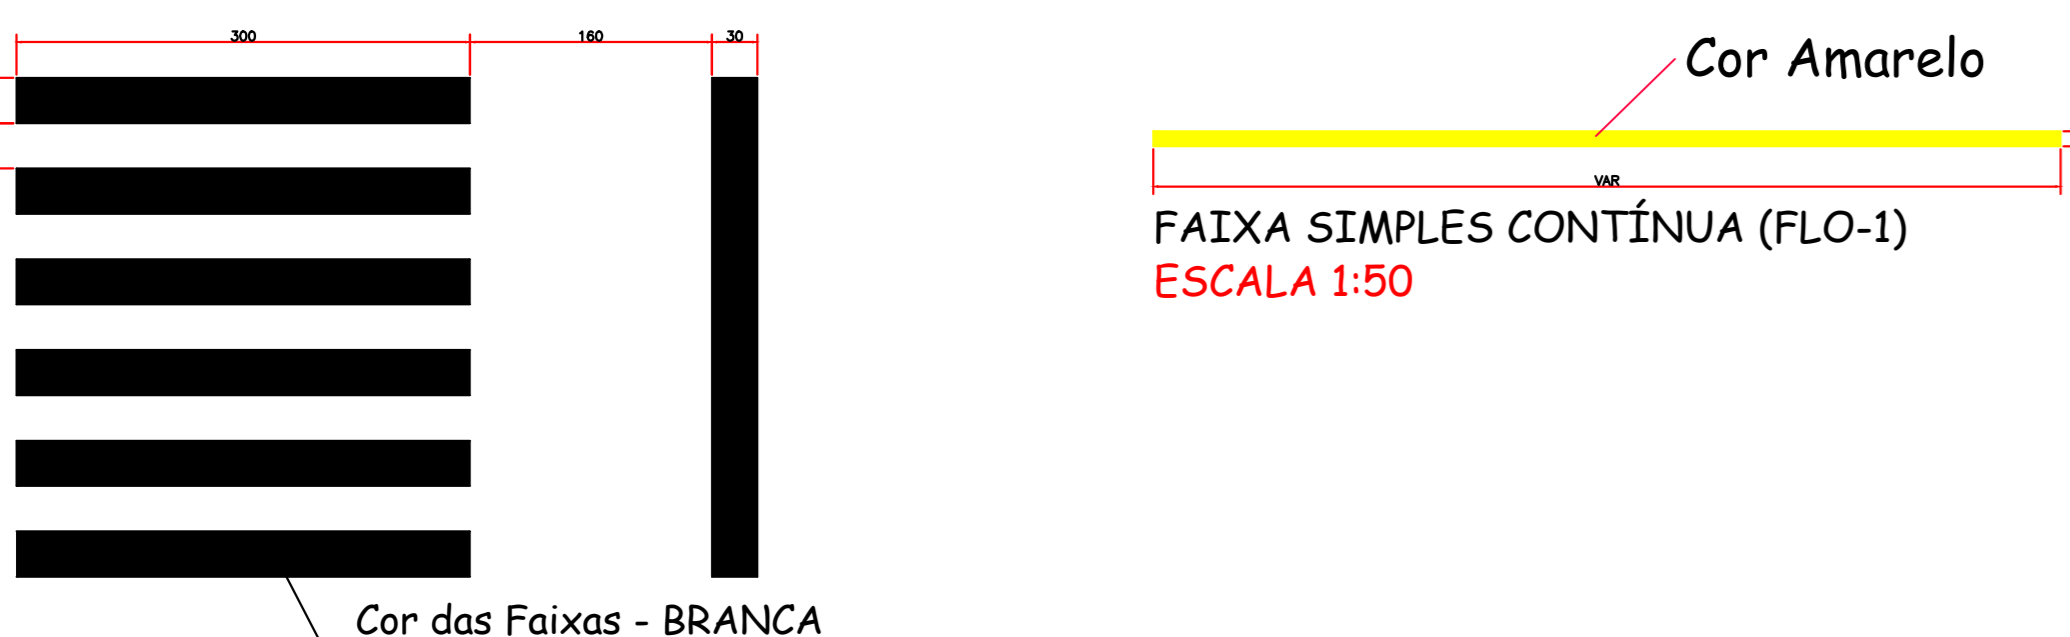 300
160
30
Cor das Faixas - BRANCA
Cor Amarelo
VAR
FAIXA SIMPLES CONTÍNUA (FLO-1)
ESCALA 1:50